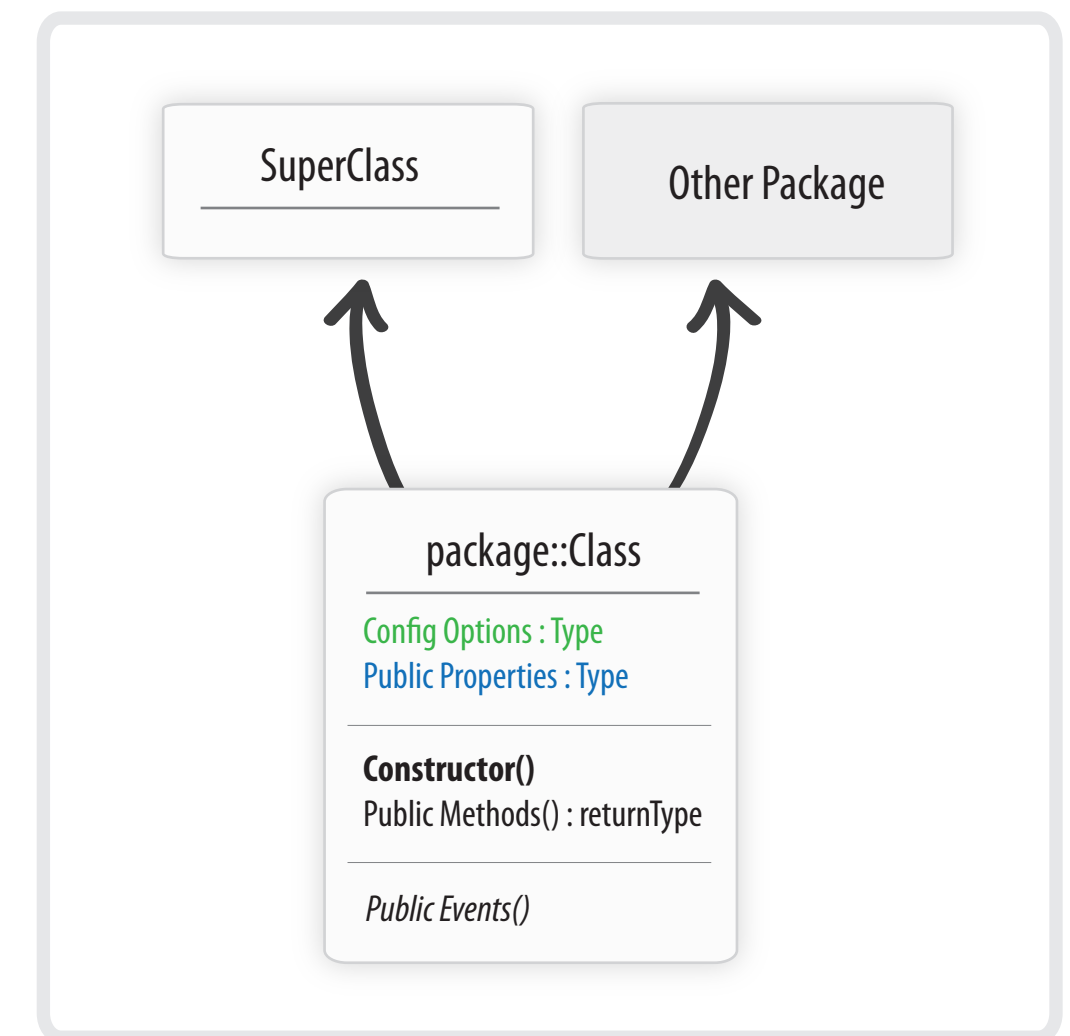 SuperClass
Other Package
package::Class
Config Options : Type
Public Properties : Type
Constructor()
Public Methods() : returnType
Public Events()